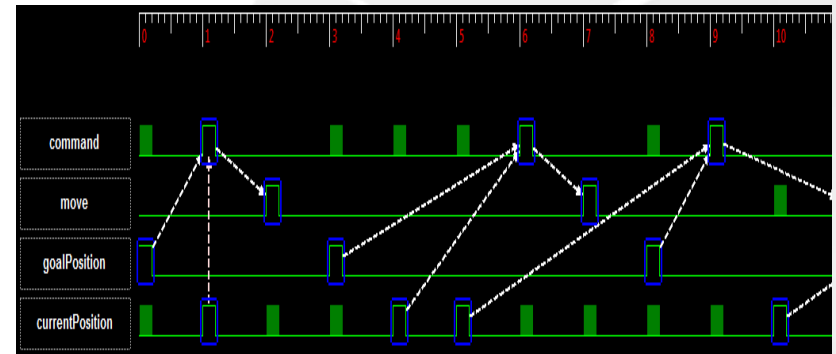 0 1 2 3 4 5 6 7 8 9 10
command
move
goalPosition
currentPosition